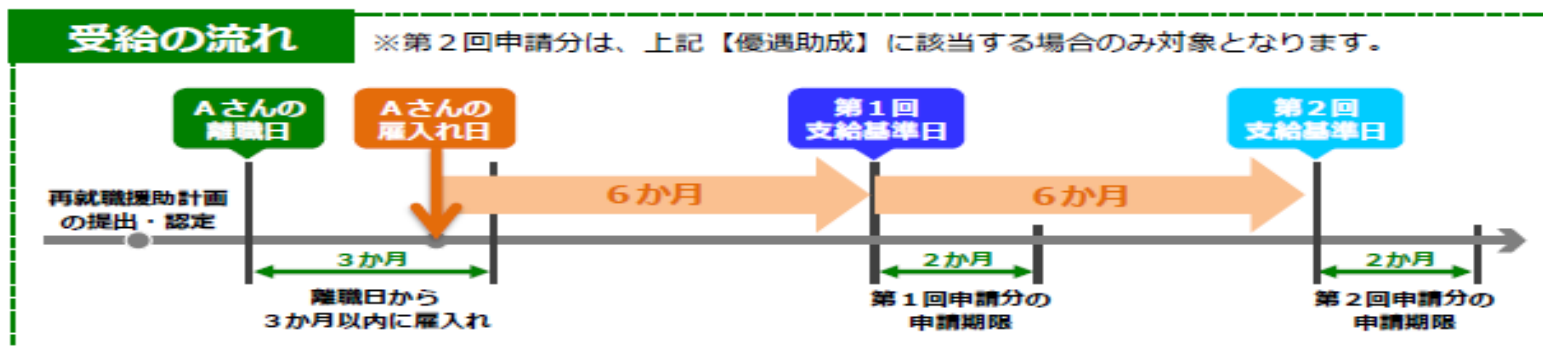 受給の流れ
※第２回申請分は、上記【優遇助成】に該当する場合のみ対象となります。
Ａさんの
離職日
Ａさんの
雇入れ日
第１回
支給基準日
第２回
支給基準日
再就職援助計画
の提出・認定
６か月
６か月
３か月
２か月
２か月
離職日から
３か月以内に雇入れ
第１回申請分の
申請期限
第２回申請分の
申請期限